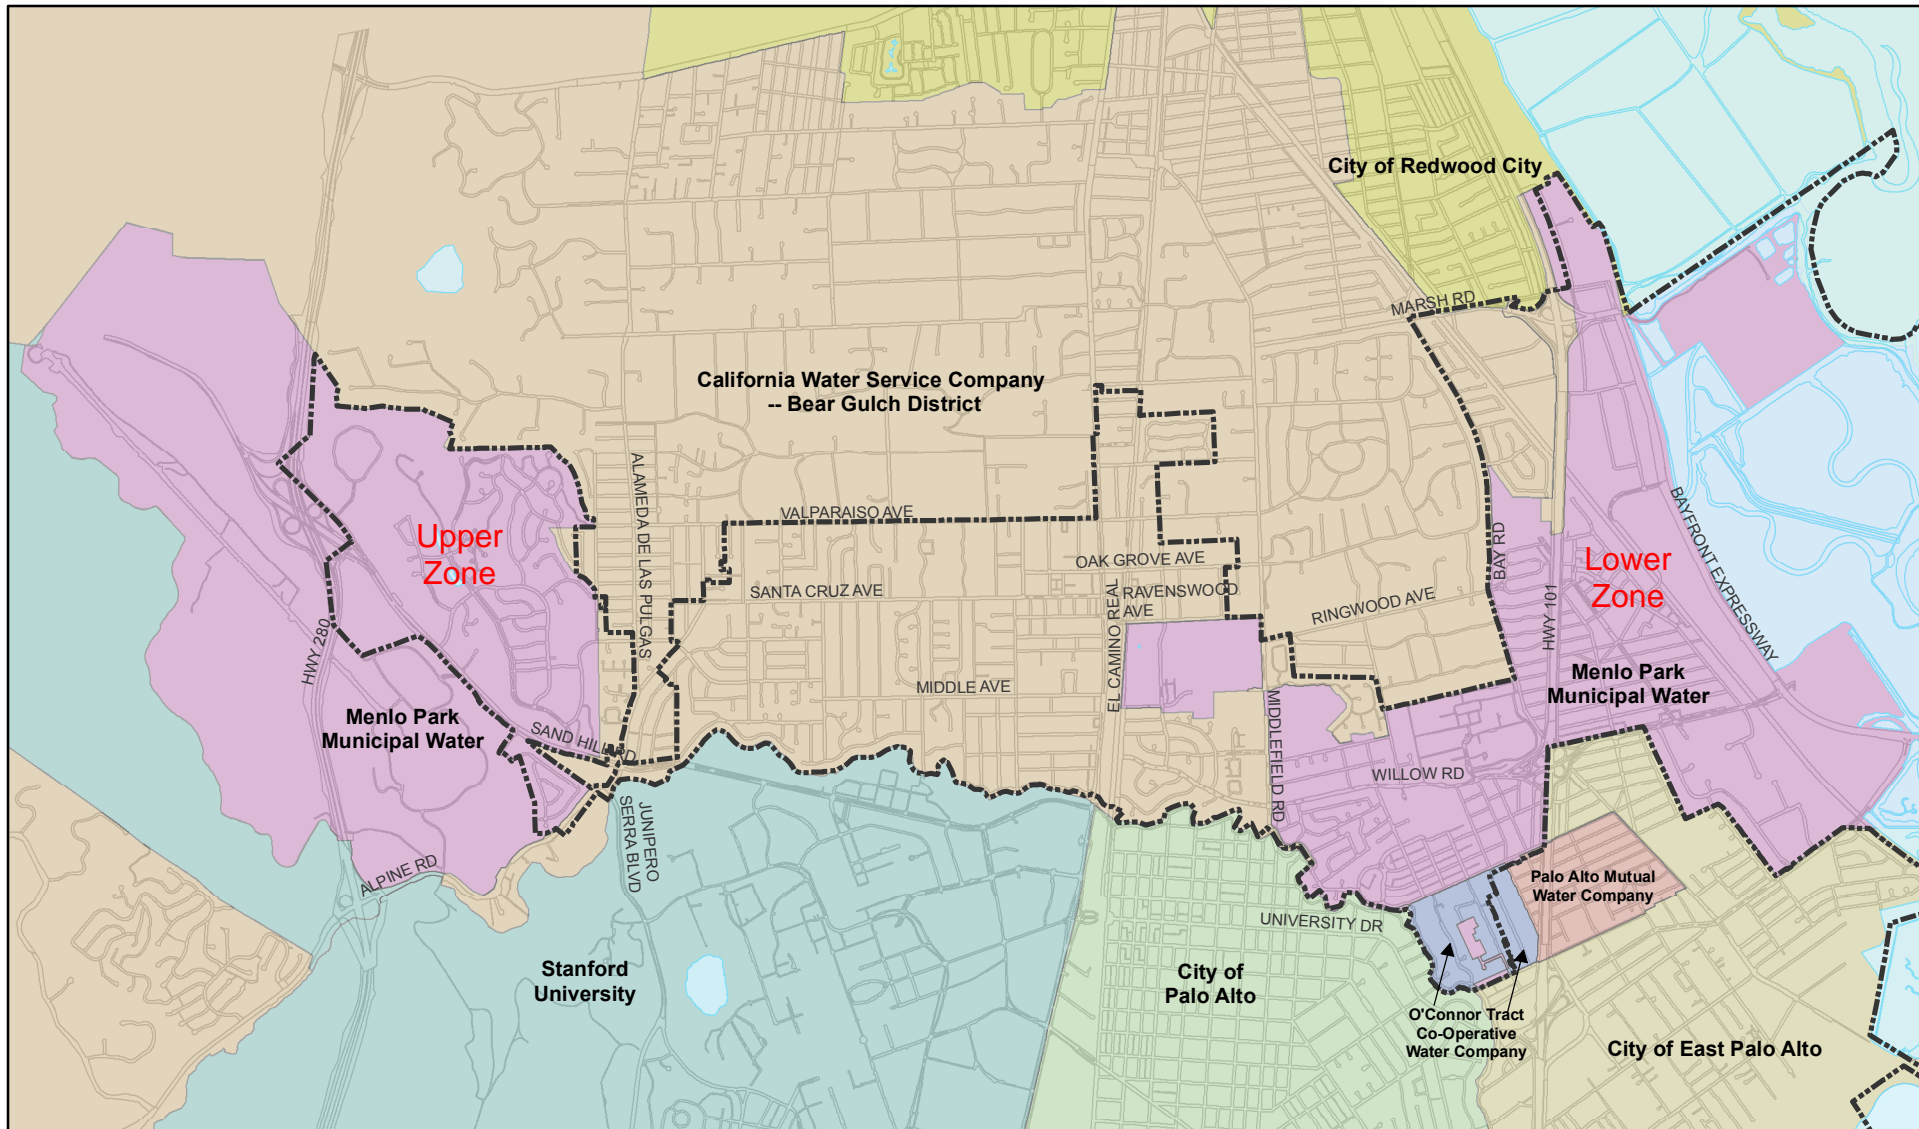 City of Redwood City
MARSH RD
California Water Service Company
-- Bear Gulch District
ALAMEDA DE LAS PULGAS
VALPARAISO AVE
Upper
Zone
OAK GROVE AVE
SANTA CRUZ AVE
RAVENSWOOD
AVE
EL CAMINO REAL
RINGWOOD AVE
BAY RD
HWY 101
Lower
Zone
BAYFRONT EXPRESSWAY
HWY 280
MIDDLE AVE
Menlo Park
Municipal Water
Menlo Park
Municipal Water
SAND HILL RD
MIDDLEFIELD RD
WILLOW RD
JUNIPERO
SERRA BLVD
ALPINE RD
Palo Alto Mutual
Water Company
UNIVERSITY DR
Stanford
University
City of
Palo Alto
O'Connor Tract
Co-Operative
Water Company
City of East Palo Alto